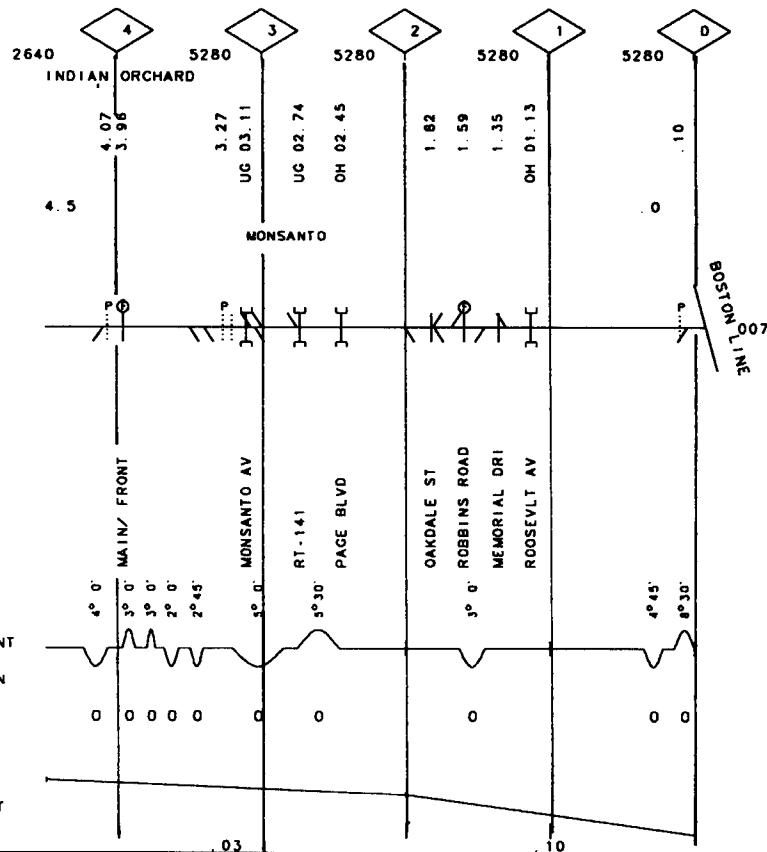 4 3 2 1 0
2640 5280 5280 5280 5280
INDIAN ORCHARD
4.07
3.96
3.27
UG 03.11
UG 02.74
OH 02.45
1.82
1.59
1.35
OH 01.13
.10
4.5
.0
MONSANTO
P F P F P
BOSTON LINE
007
MAIN/ FRONT
MONSANTO AV
RT-141
PAGE BLVD
OAKDALE ST
ROBBINS ROAD
MEMORIAL DRI
ROOSEVLT AV
4° 0'
3° 0'
3° 0'
2° 0'
2° 45'
5° 0'
5° 30'
3° 0'
4° 45'
8° 30'
NT
N
0 0 0 0 0 0 0 0 0 0
T
.03 .10